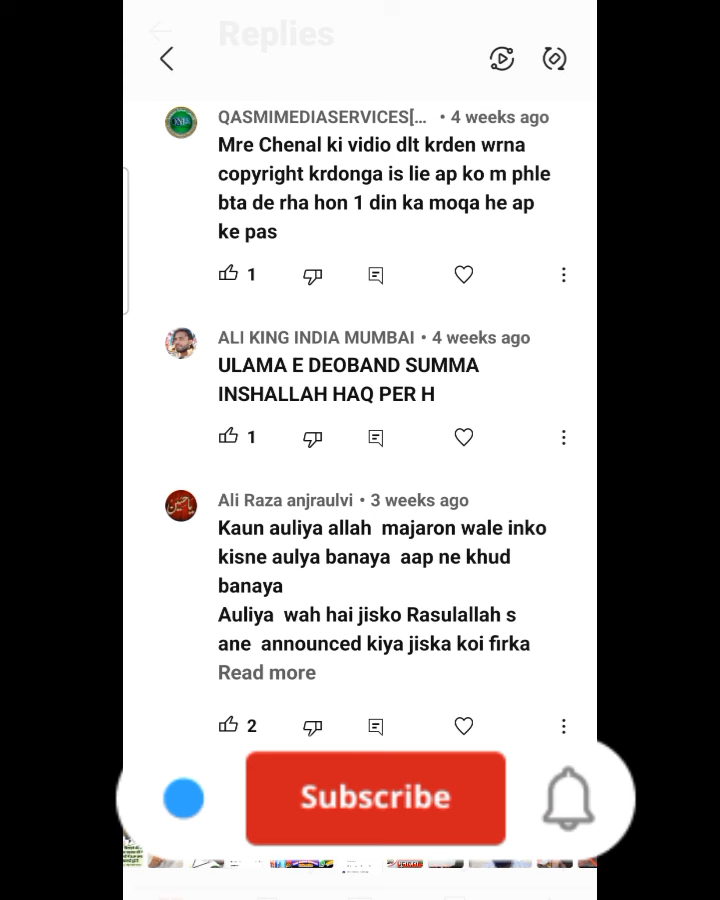 Replies
QASMIMEDIASERVICES[... • 4 weeks ago
Mre Chenal ki vidio dlt krden wrna
copyright krdonga is lie ap ko m phle
bta de rha hon 1 din ka moqa he ap
ke pas
1
ALI KING INDIA MUMBAI • 4 weeks ago
ULAMA E DEOBAND SUMMA
INSHALLAH HAQ PER H
1
یا حسین
Ali Raza anjraulvi • 3 weeks ago
Kaun auliya allah majaron wale inko
kisne aulya banaya aap ne khud
banaya
Auliya wah hai jisko Rasulallah s
ane announced kiya jiska koi firka
Read more
2
Subscribe